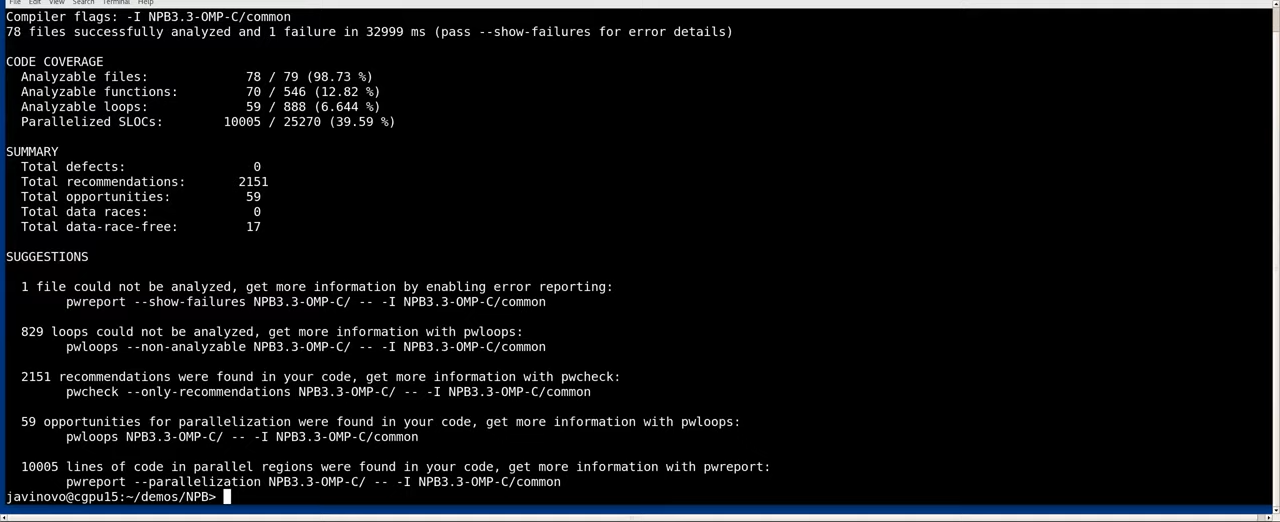 File Edit View Search Terminal Help
Compiler flags: -I NPB3.3-OMP-C/common
78 files successfully analyzed and 1 failure in 32999 ms (pass --show-failures for error details)
CODE COVERAGE
Analyzable files: 78 / 79 (98.73 %)
Analyzable functions: 70 / 546 (12.82 %)
Analyzable loops: 59 / 888 (6.644 %)
Parallelized SLOCs: 10005 / 25270 (39.59 %)
SUMMARY
Total defects: 0
Total recommendations: 2151
Total opportunities: 59
Total data races: 0
Total data-race-free: 17
SUGGESTIONS
1 file could not be analyzed, get more information by enabling error reporting:
pwreport --show-failures NPB3.3-OMP-C/ -- -I NPB3.3-OMP-C/common
829 loops could not be analyzed, get more information with pwloops:
pwloops --non-analyzable NPB3.3-OMP-C/ -- -I NPB3.3-OMP-C/common
2151 recommendations were found in your code, get more information with pwcheck:
pwcheck --only-recommendations NPB3.3-OMP-C/ -- -I NPB3.3-OMP-C/common
59 opportunities for parallelization were found in your code, get more information with pwloops:
pwloops NPB3.3-OMP-C/ -- -I NPB3.3-OMP-C/common
10005 lines of code in parallel regions were found in your code, get more information with pwreport:
pwreport --parallelization NPB3.3-OMP-C/ -- -I NPB3.3-OMP-C/common
javinovo@cgpu15:~/demos/NPB>